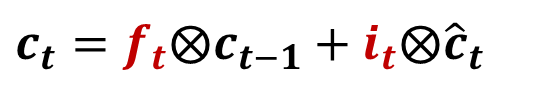 c_t = f_t⊗c_{t−1} + i_t⊗ĉ_t